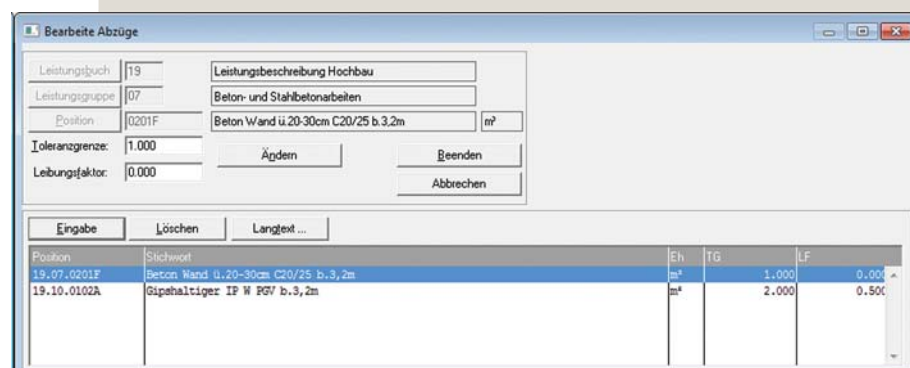 Bearbeite Abzüge
Leistungsbuch 19 Leistungsbeschreibung Hochbau
Leistungsgruppe 07 Beton- und Stahlbetonarbeiten
Position 0201F Beton Wand ü.20-30cm C20/25 b.3,2m m³
Toleranzgrenze: 1.000 Ändern Beenden
Leibungsfaktor: 0.000 Abbrechen
Eingabe Löschen Langtext ...
Position Stichwort Eh TG LF
19.07.0201F Beton Wand ü.20-30cm C20/25 b.3,2m 1.000 0.000
19.10.0102A Gipshaltiger IP W PGV b.3,2m 2.000 0.500